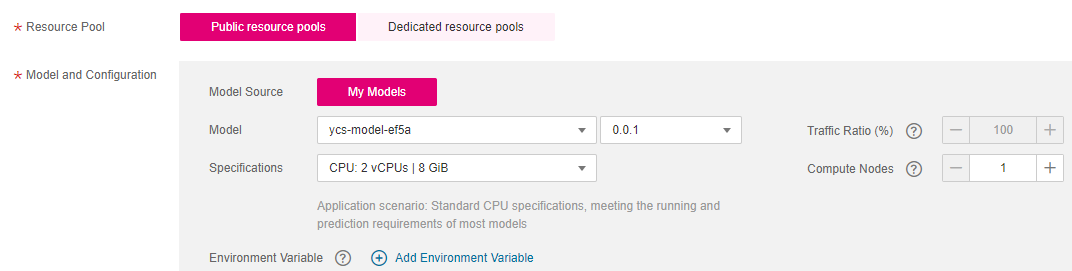 * Resource Pool Public resource pools Dedicated resource pools
* Model and Configuration
Model Source My Models
Model ycs-model-ef5a 0.0.1 Traffic Ratio (%) ? — 100 +
Specifications CPU: 2 vCPUs | 8 GiB Compute Nodes ? — 1 +
Application scenario: Standard CPU specifications, meeting the running and
prediction requirements of most models
Environment Variable ? + Add Environment Variable